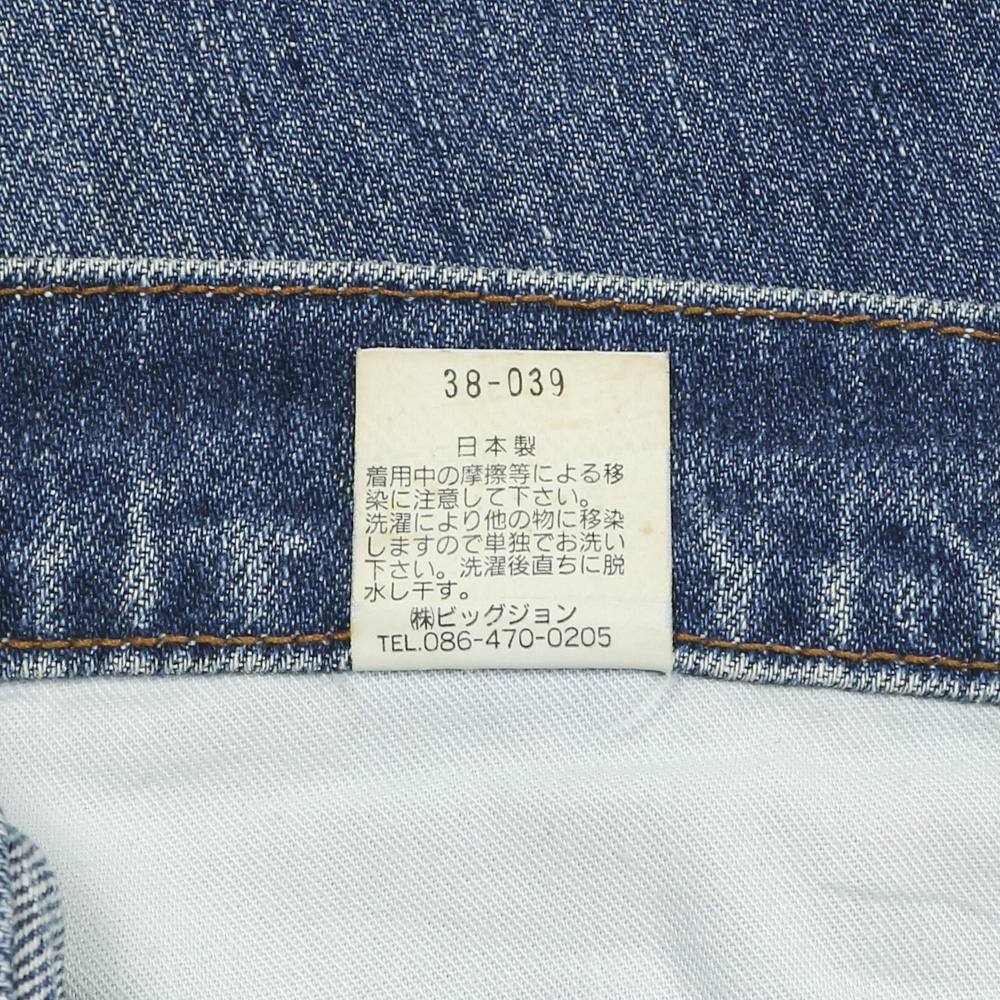 38-039
日本製
着用中の摩擦等による移
染に注意して下さい。
洗濯により他の物に移染
しますので単独でお洗い
下さい。洗濯後直ちに脱
水し干す。
㈱ビッグジョン
TEL.086-470-0205